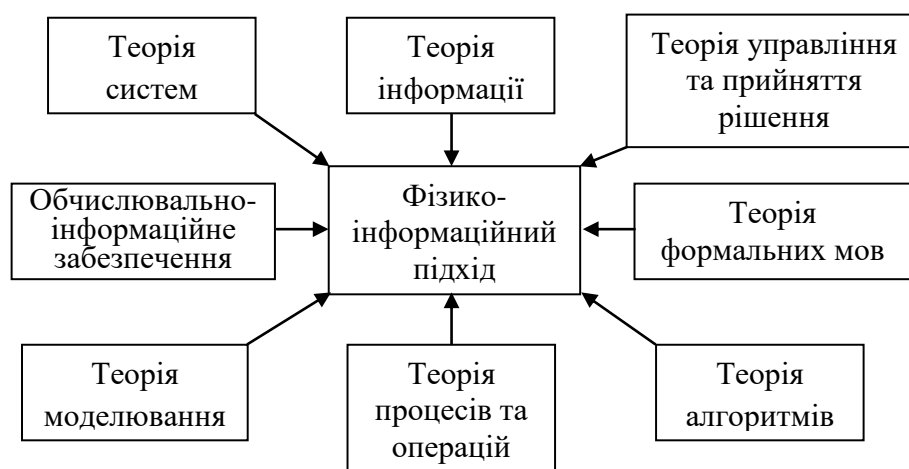 Теорія
систем
Теорія
інформації
Теорія управління
та прийняття
рішення
Обчислювально-
інформаційне
забезпечення
Фізико-
інформаційний
підхід
Теорія
формальних мов
Теорія
моделювання
Теорія
процесів та
операцій
Теорія
алгоритмів